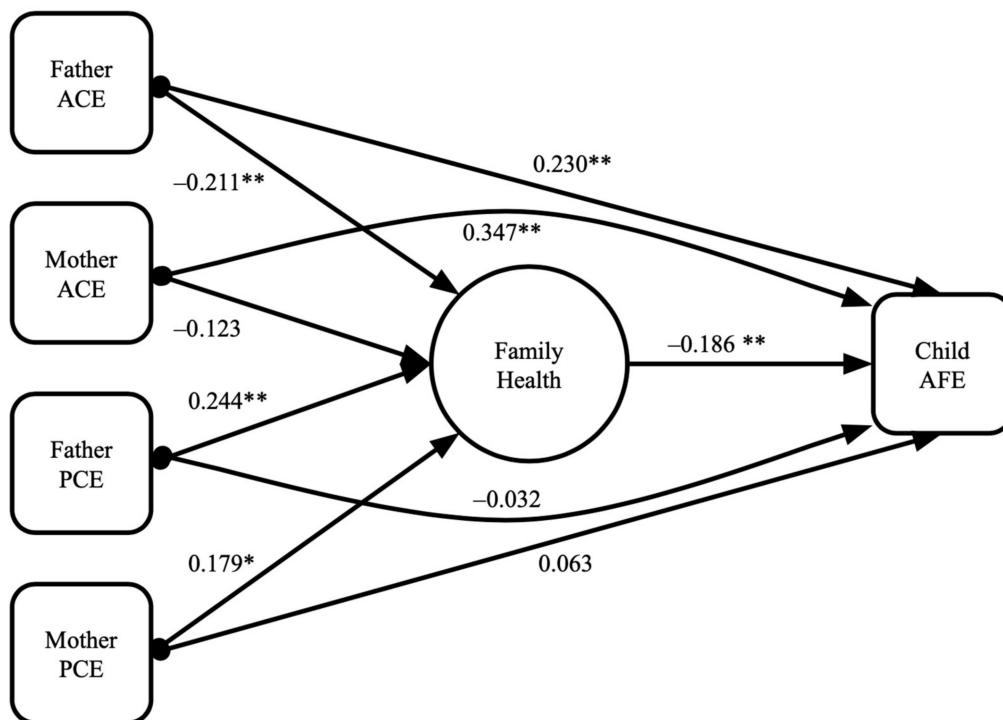 Father
ACE
0.230**
–0.211**
Mother
ACE
0.347**
–0.123
Family
Health
–0.186 **
Child
AFE
Father
PCE
0.244**
–0.032
0.179*
0.063
Mother
PCE